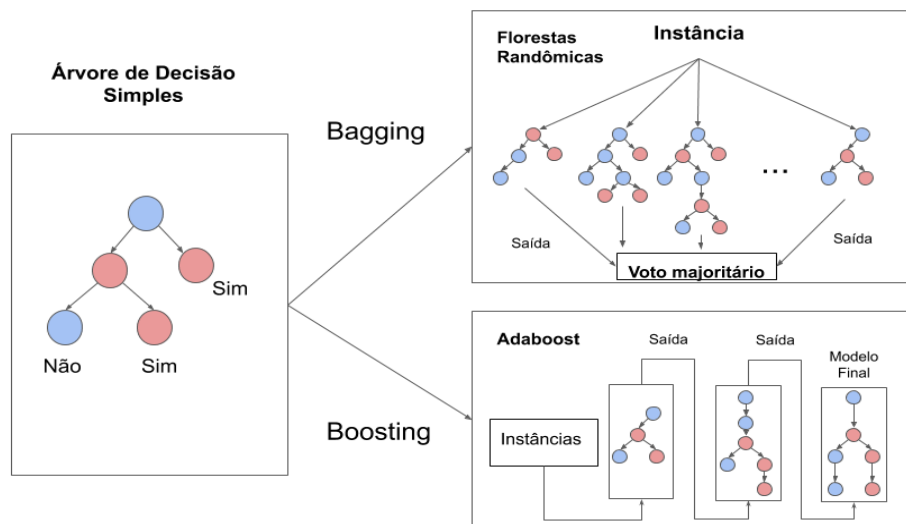 Árvore de Decisão
Simples
Não
Sim
Sim
Bagging
Boosting
Florestas
Randômicas
Instância
...
Saída
Saída
Voto majoritário
Adaboost
Saída
Saída
Modelo
Final
Instâncias